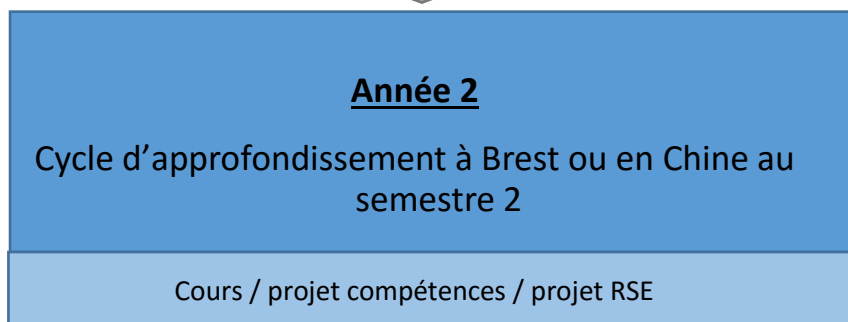 Année 2
Cycle d’approfondissement à Brest ou en Chine au
semestre 2
Cours / projet compétences / projet RSE